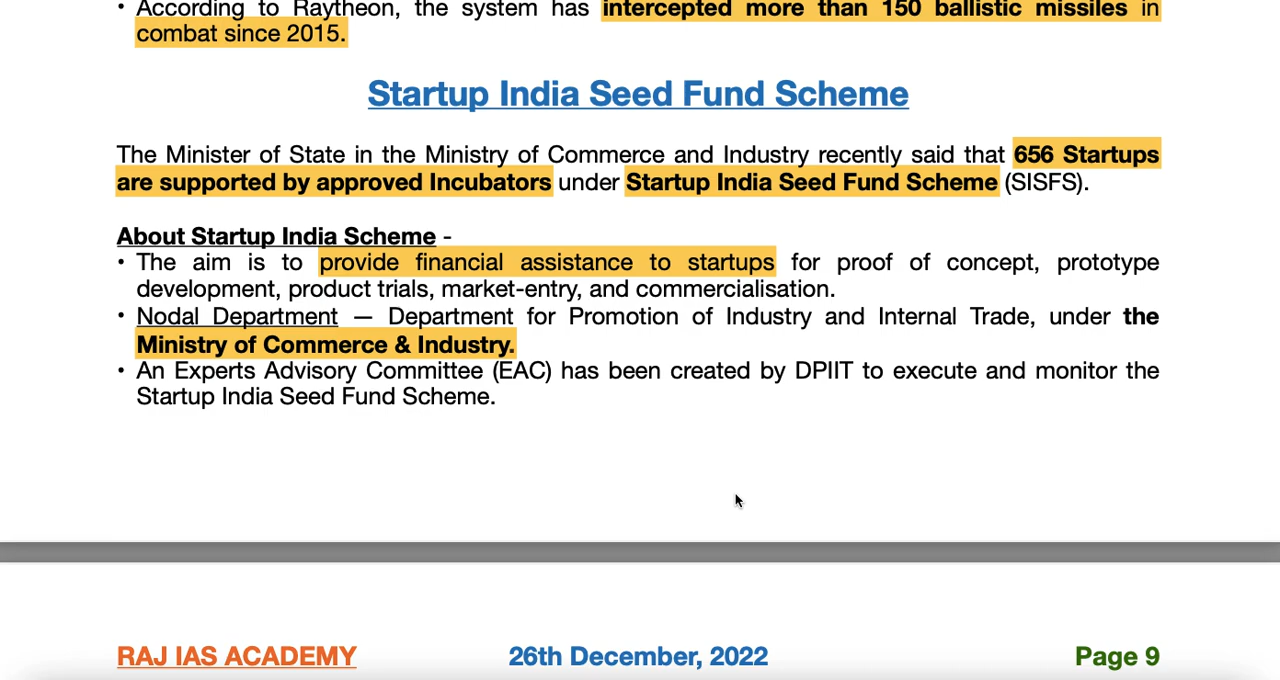 • According to Raytheon, the system has intercepted more than 150 ballistic missiles in
combat since 2015.
Startup India Seed Fund Scheme
The Minister of State in the Ministry of Commerce and Industry recently said that 656 Startups
are supported by approved Incubators under Startup India Seed Fund Scheme (SISFS).
About Startup India Scheme -
• The aim is to provide financial assistance to startups for proof of concept, prototype
development, product trials, market-entry, and commercialisation.
• Nodal Department — Department for Promotion of Industry and Internal Trade, under the
Ministry of Commerce & Industry.
• An Experts Advisory Committee (EAC) has been created by DPIIT to execute and monitor the
Startup India Seed Fund Scheme.
RAJ IAS ACADEMY 26th December, 2022 Page 9